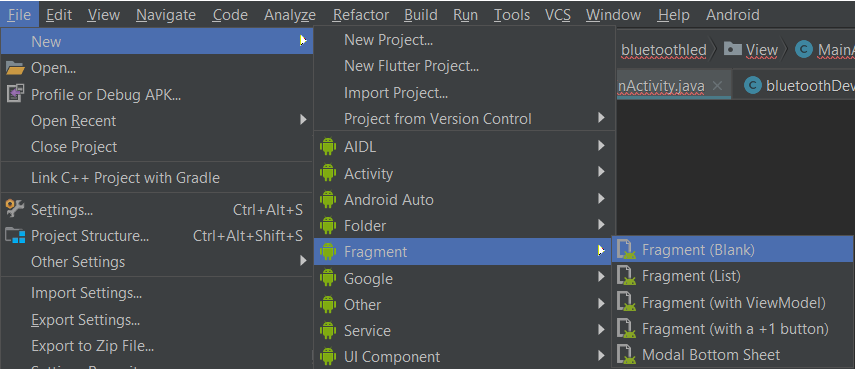 File Edit View Navigate Code Analyze Refactor Build Run Tools VCS Window Help Android
New
Open...
Profile or Debug APK...
Open Recent
Close Project
Link C++ Project with Gradle
Settings... Ctrl+Alt+S
Project Structure... Ctrl+Alt+Shift+S
Other Settings
Import Settings...
Export Settings...
Export to Zip File...
New Project...
New Flutter Project...
Import Project...
Project from Version Control
AIDL
Activity
Android Auto
Folder
Fragment
Google
Other
Service
UI Component
bluetoothled View MainA
nActivity.java bluetoothDev
Fragment (Blank)
Fragment (List)
Fragment (with ViewModel)
Fragment (with a +1 button)
Modal Bottom Sheet